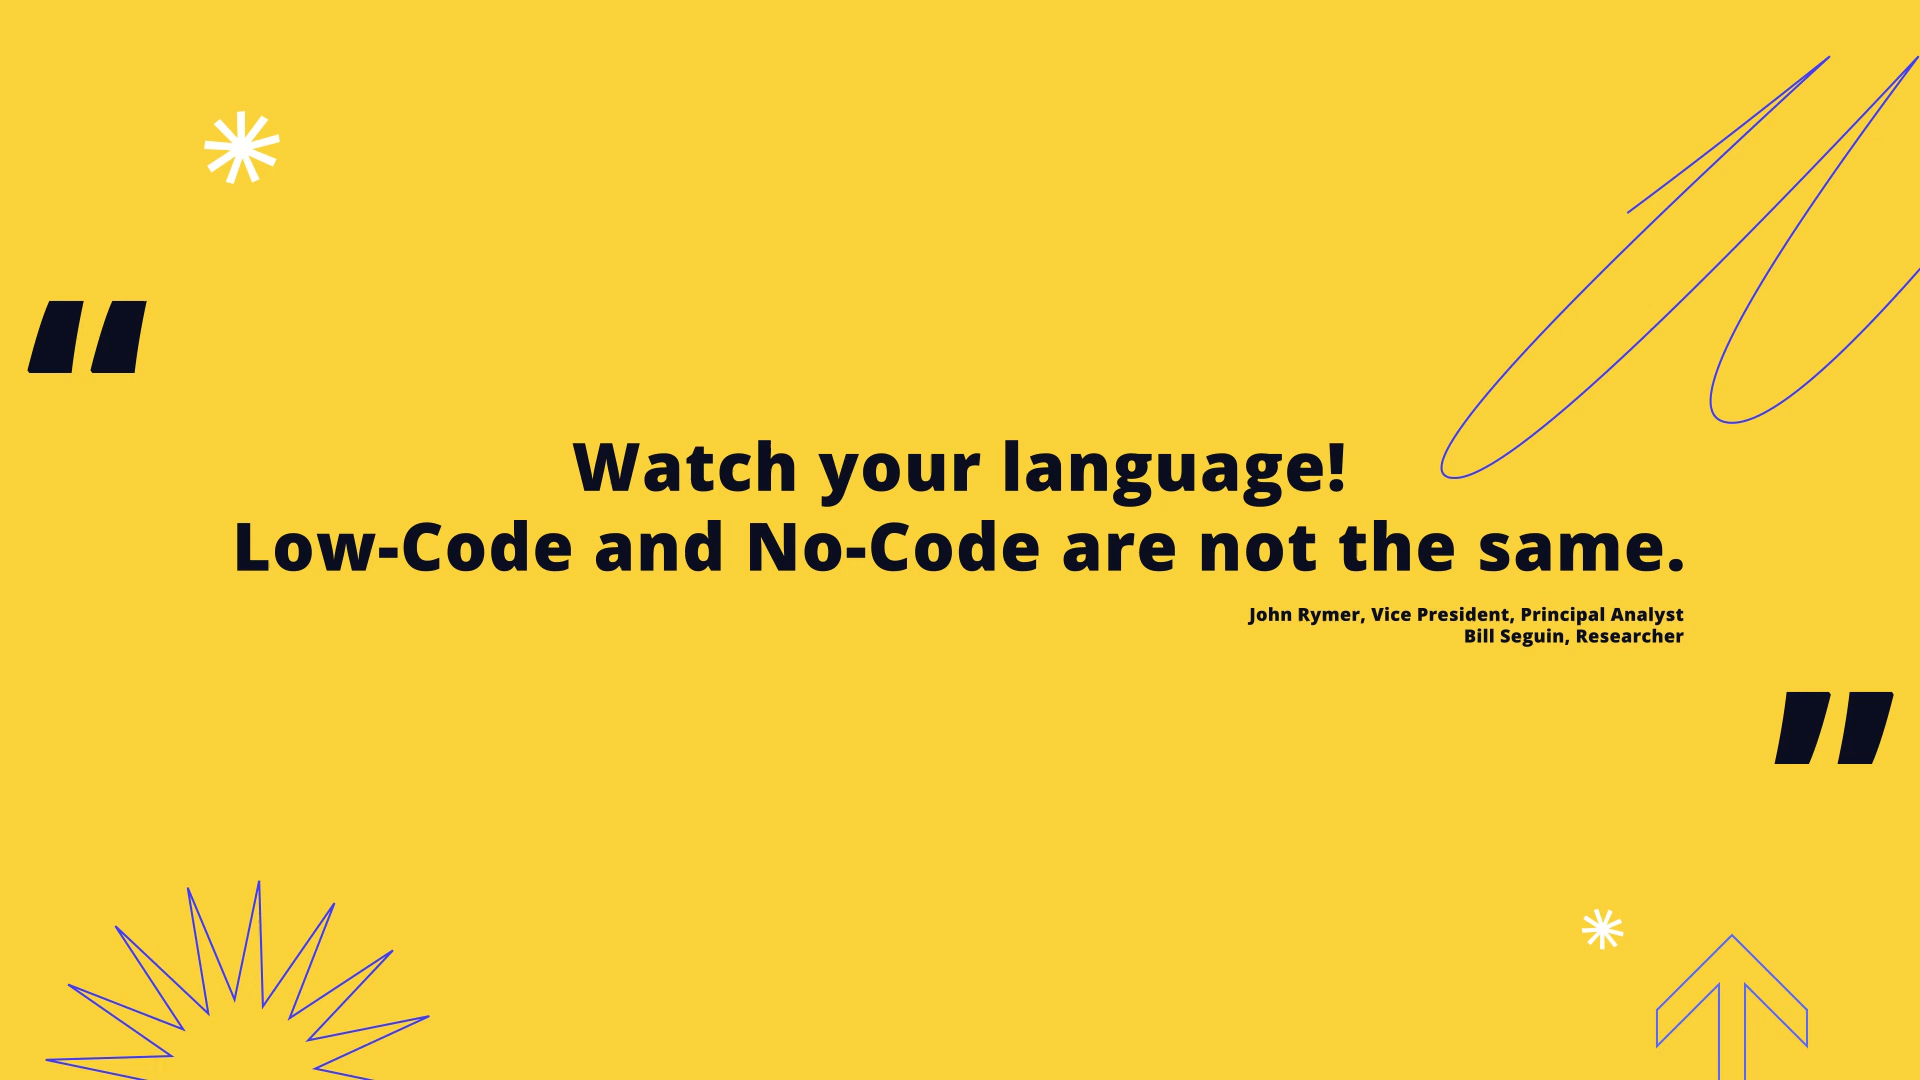 “
Watch your language!
Low-Code and No-Code are not the same.
John Rymer, Vice President, Principal Analyst
Bill Seguin, Researcher
”